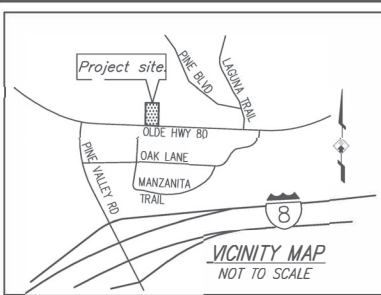 Project site.
PINE BLVD
LAGUNA TRAIL
OLDE HWY 80
OAK LANE
PINE VALLEY RD
MANZANITA
TRAIL
8
VICINITY MAP
NOT TO SCALE